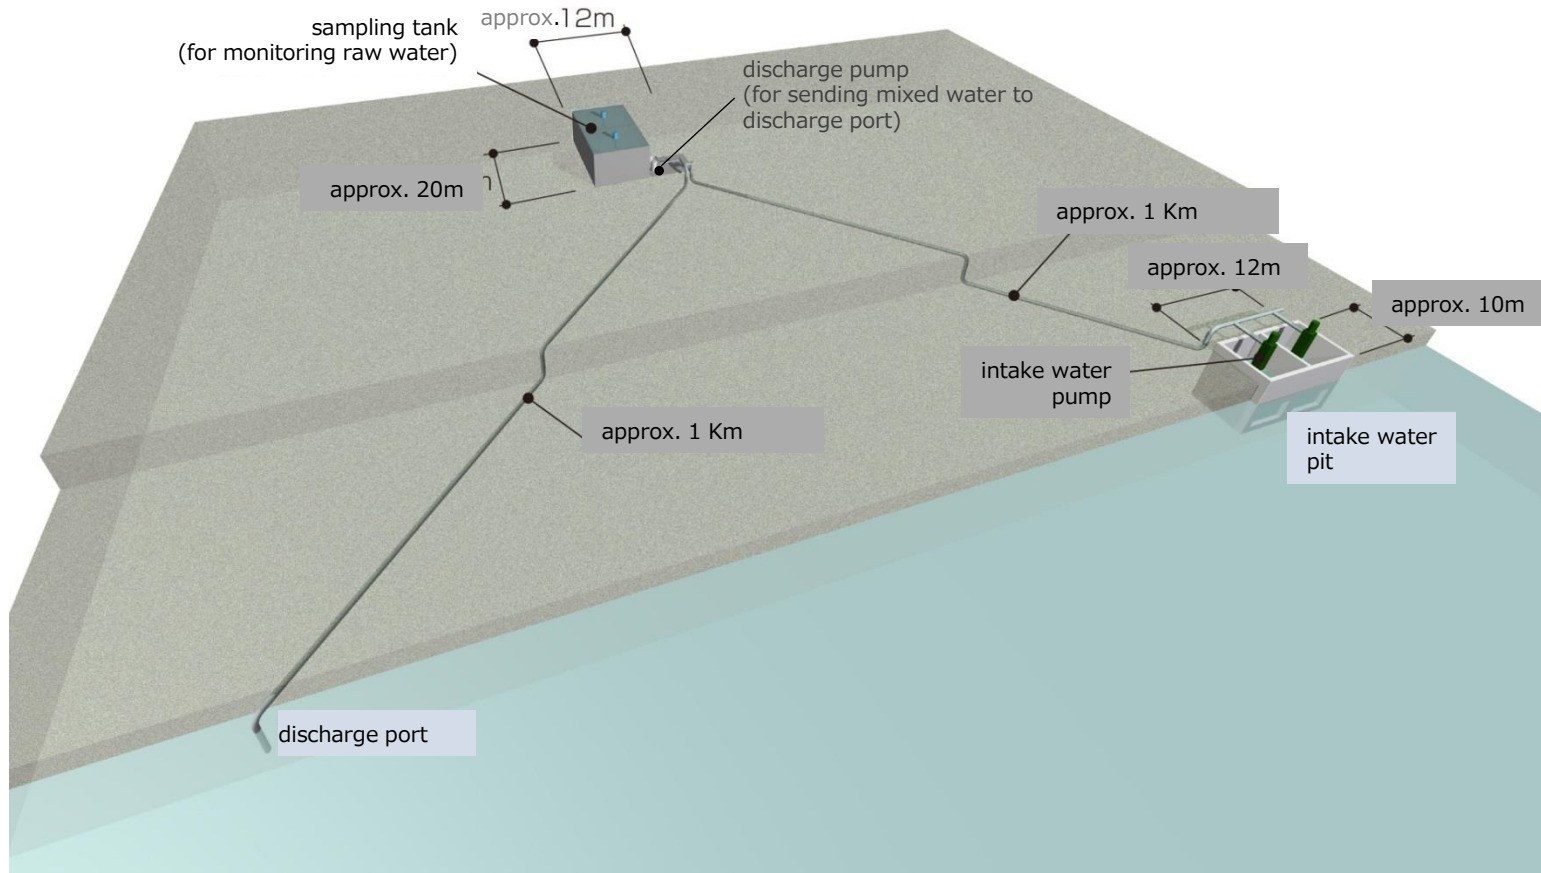 sampling tank
(for monitoring raw water)
approx.12m
discharge pump
(for sending mixed water to
discharge port)
approx. 20m
approx. 1 Km
approx. 12m
approx. 10m
intake water
pump
approx. 1 Km
intake water
pit
discharge port